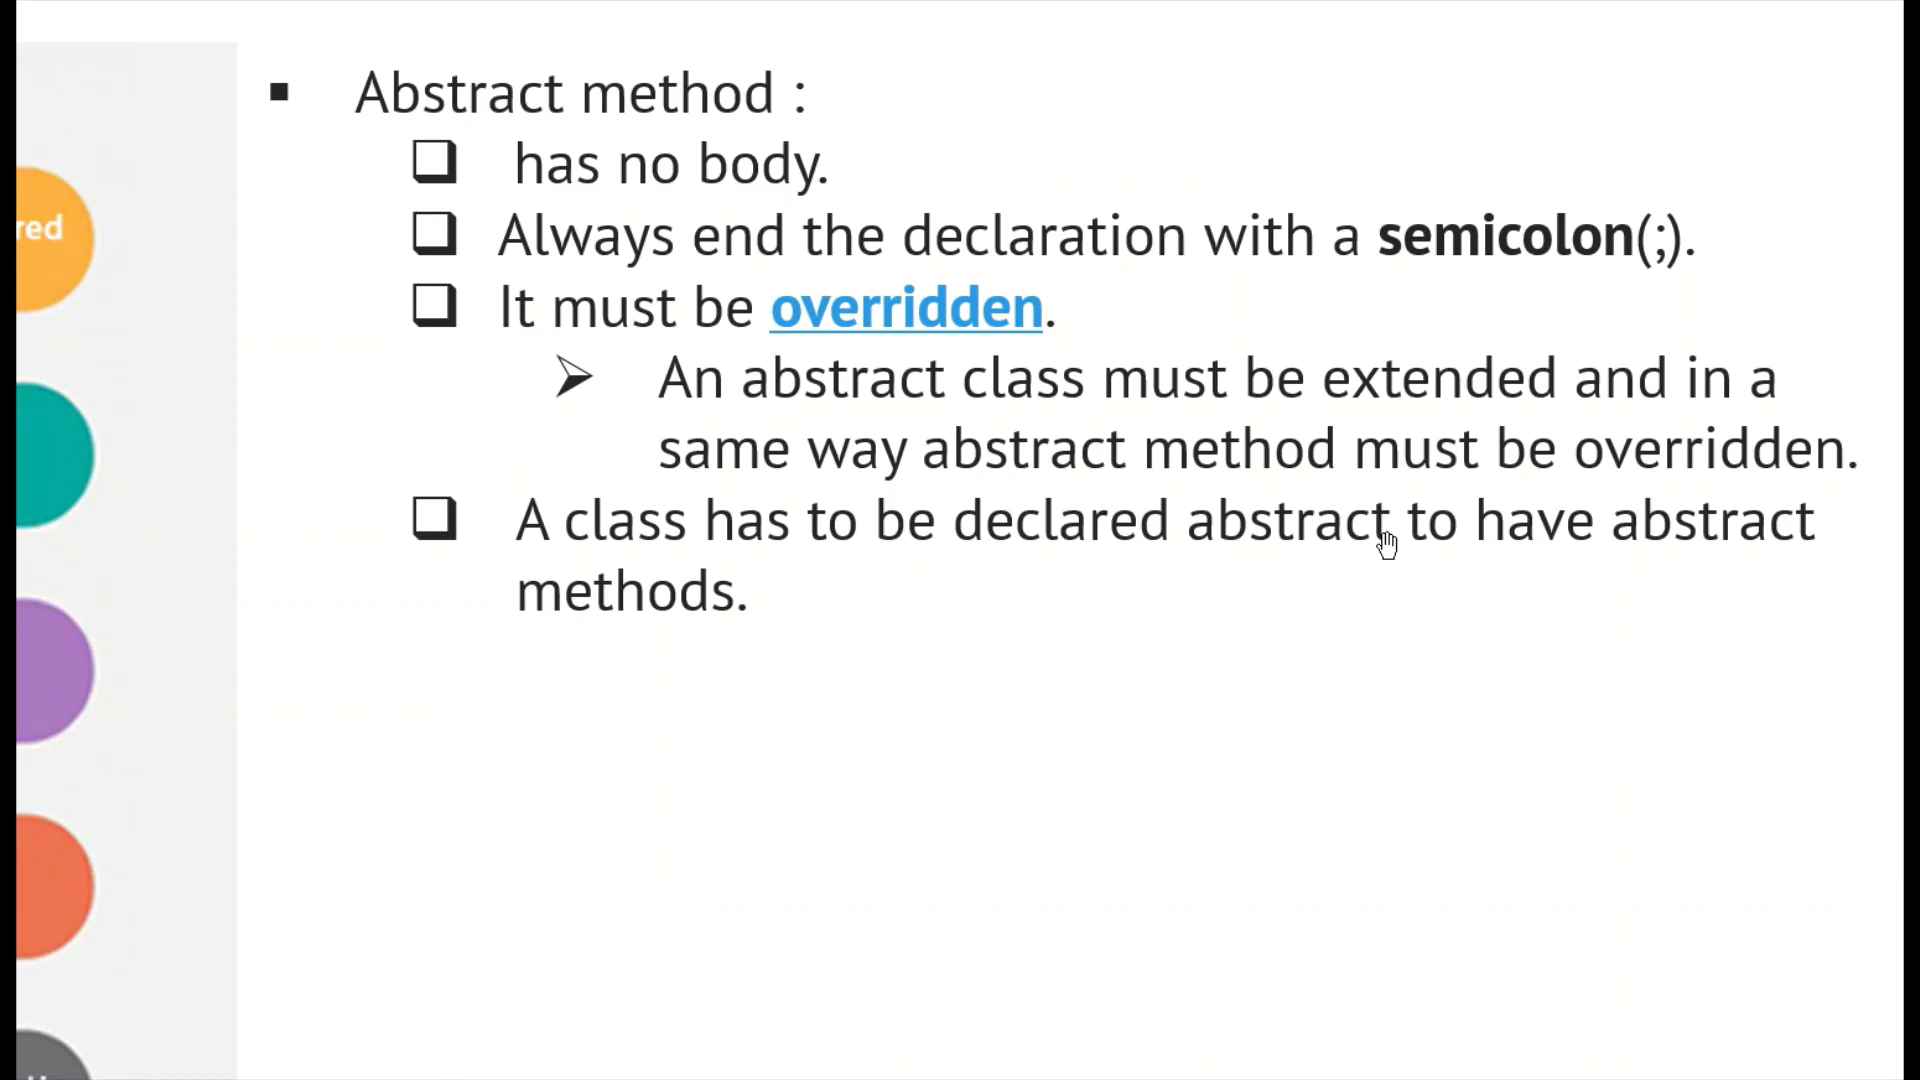 Abstract method :
has no body.
Always end the declaration with a semicolon(;).
It must be overridden.
An abstract class must be extended and in a
same way abstract method must be overridden.
A class has to be declared abstract to have abstract
methods.
red